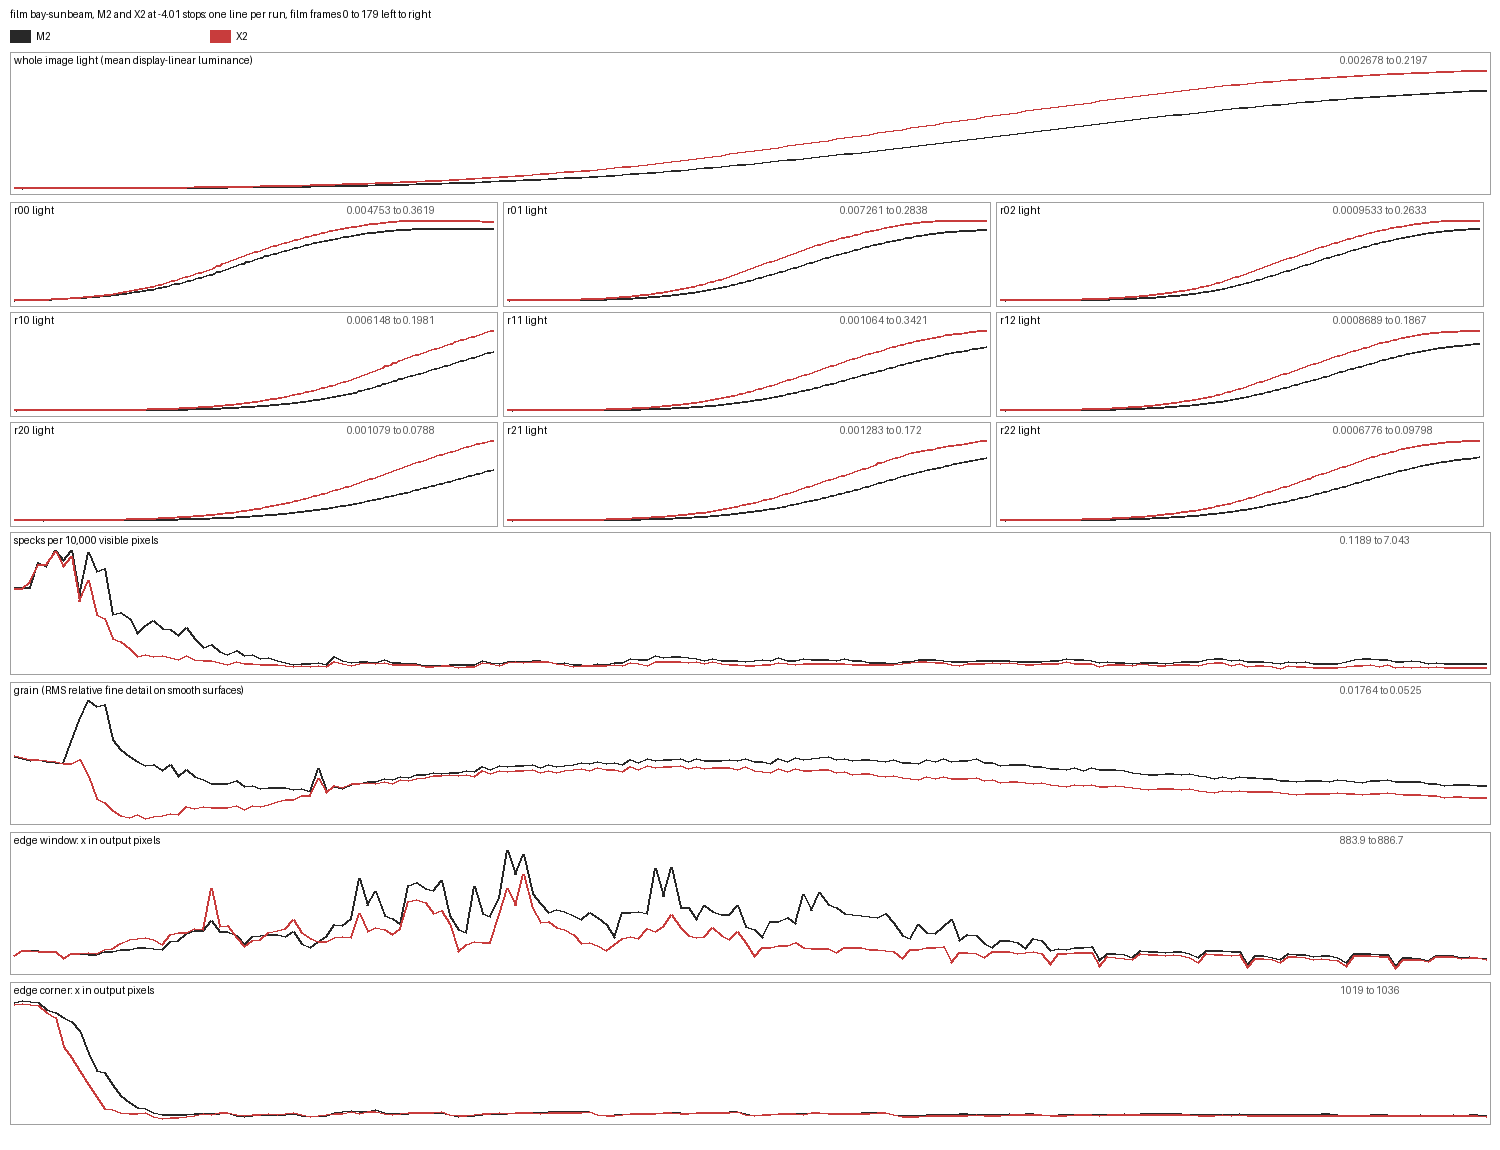 film bay-sunbeam, M2 and X2 at -4.01 stops: one line per run, film frames 0 to 179 left to right
M2 X2
whole image light (mean display-linear luminance) 0.002678 to 0.2197
r00 light 0.004753 to 0.3619 r01 light 0.007261 to 0.2838 r02 light 0.0009533 to 0.2633
r10 light 0.006148 to 0.1981 r11 light 0.001064 to 0.3421 r12 light 0.0008689 to 0.1867
r20 light 0.001079 to 0.0788 r21 light 0.001283 to 0.172 r22 light 0.0006776 to 0.09798
specks per 10,000 visible pixels 0.1189 to 7.043
grain (RMS relative fine detail on smooth surfaces) 0.01764 to 0.0525
edge window: x in output pixels 883.9 to 886.7
edge corner: x in output pixels 1019 to 1036